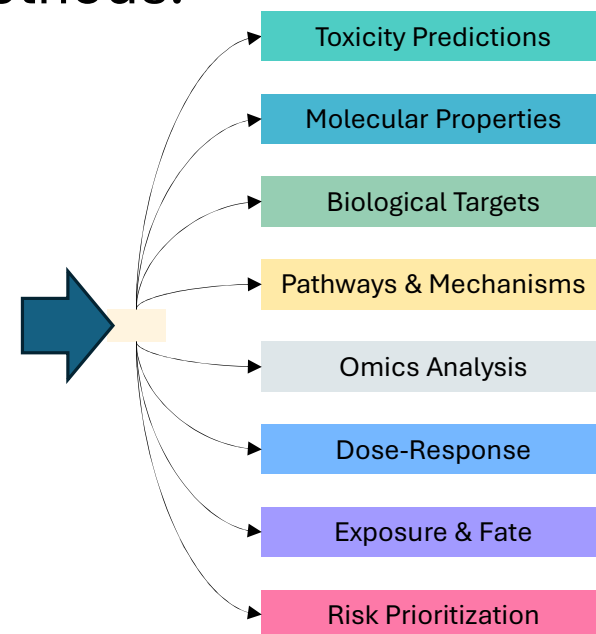 Toxicity Predictions
Molecular Properties
Biological Targets
Pathways & Mechanisms
Omics Analysis
Dose-Response
Exposure & Fate
Risk Prioritization